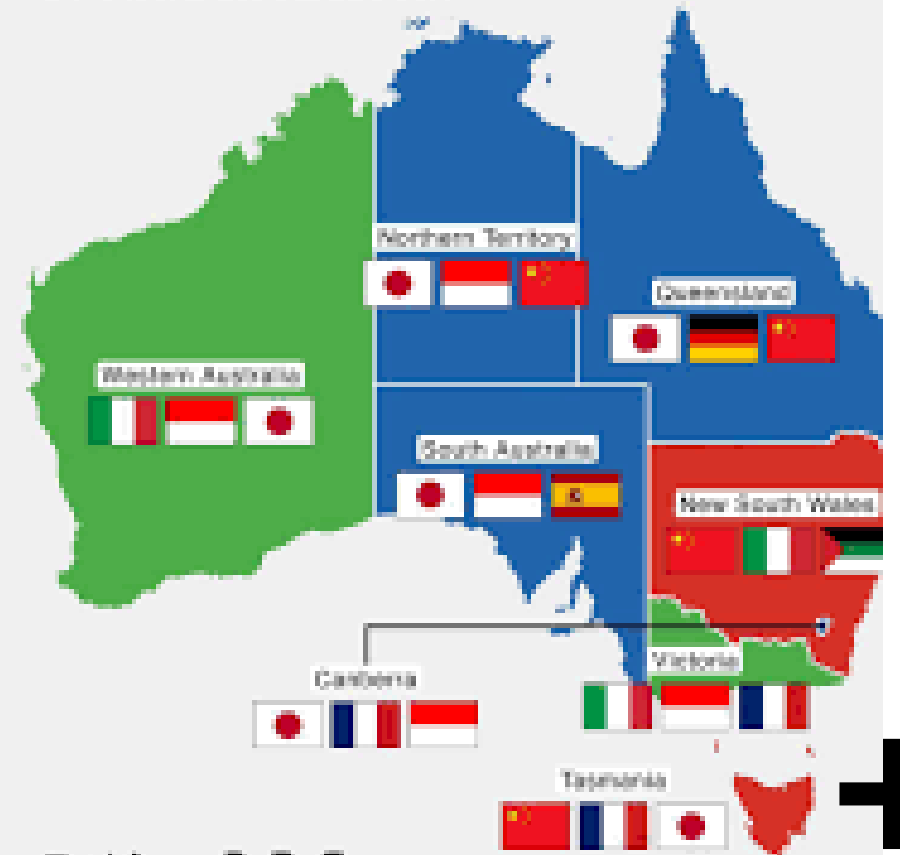 Northern Territory
Queensland
Western Australia
South Australia
New South Wales
Victoria
Canberra
Tasmania